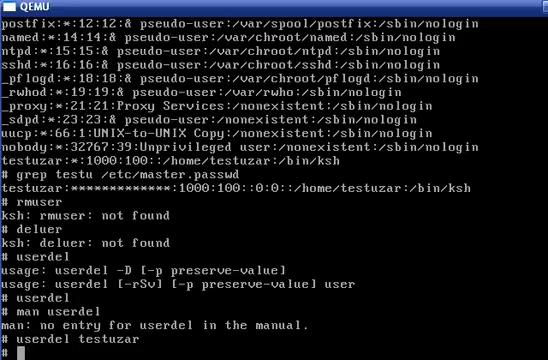 QEMU
postfix:*:12:12:& pseudo-user:/var/spool/postfix:/sbin/nologin
named:*:14:14:& pseudo-user:/var/chroot/named:/sbin/nologin
ntpd:*:15:15:& pseudo-user:/var/chroot/ntpd:/sbin/nologin
sshd:*:16:16:& pseudo-user:/var/chroot/sshd:/sbin/nologin
_pflogd:*:18:18:& pseudo-user:/var/chroot/pflogd:/sbin/nologin
_rwhod:*:19:19:& pseudo-user:/var/rwho:/sbin/nologin
_proxy:*:21:21:Proxy Services:/nonexistent:/sbin/nologin
_sdpd:*:23:23:& pseudo-user:/nonexistent:/sbin/nologin
uucp:*:66:1:UNIX-to-UNIX Copy:/nonexistent:/sbin/nologin
nobody:*:32767:39:Unprivileged user:/nonexistent:/sbin/nologin
testuzar:*:1000:100::/home/testuzar:/bin/ksh
# grep testu /etc/master.passwd
testuzar:*************:1000:100::0:0::/home/testuzar:/bin/ksh
# rmuser
ksh: rmuser: not found
# deluer
ksh: deluer: not found
# userdel
usage: userdel -D [-p preserve-value]
usage: userdel [-rSv] [-p preserve-value] user
# userdel
# man userdel
man: no entry for userdel in the manual.
# userdel testuzar
#